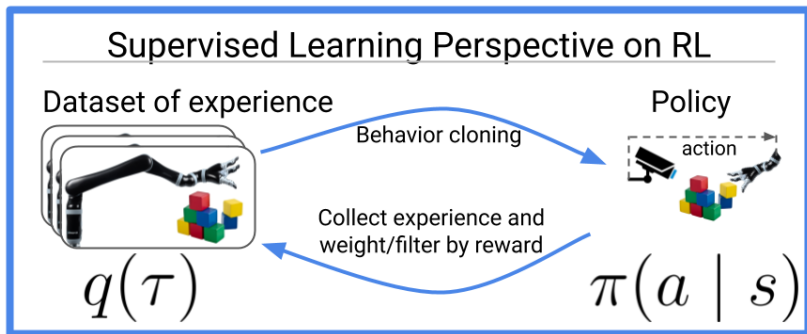 Supervised Learning Perspective on RL
Dataset of experience
Policy
Behavior cloning
action
Collect experience and
weight/filter by reward
q(τ)
π(a | s)